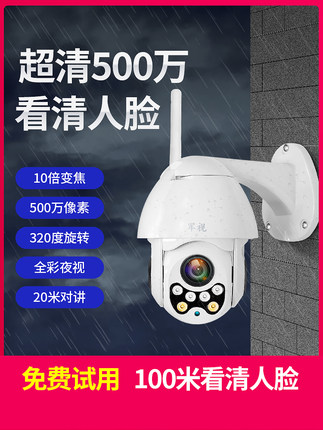 超清500万
看清人脸
10倍变焦
500万像素
320度旋转
全彩夜视
20米对讲
军视
免费试用 100米看清人脸